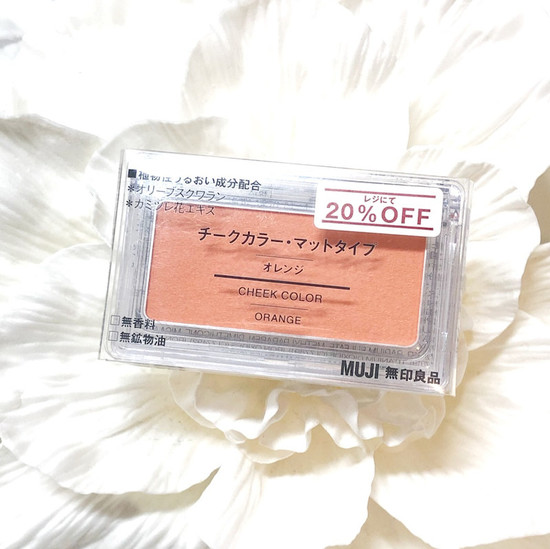 ■植物性うるおい成分配合
＊オリーブスクワラン
＊カミツレ花エキス
レジにて
20%OFF
チークカラー・マットタイプ
オレンジ
CHEEK COLOR
ORANGE
□無香料
□無鉱物油
MUJI 無印良品